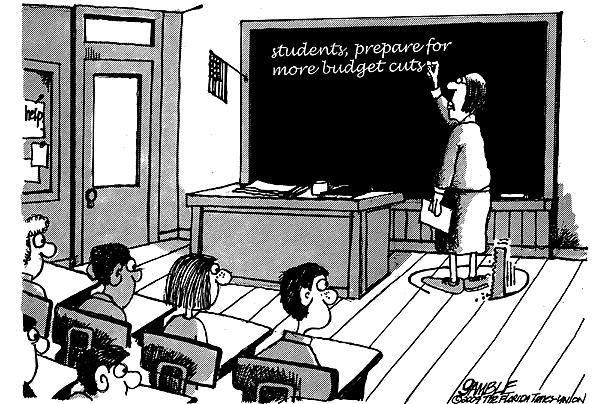 students, prepare for
more budget cuts
help
GAMBLE
©2009 THE FLORIDA TIMES-UNION